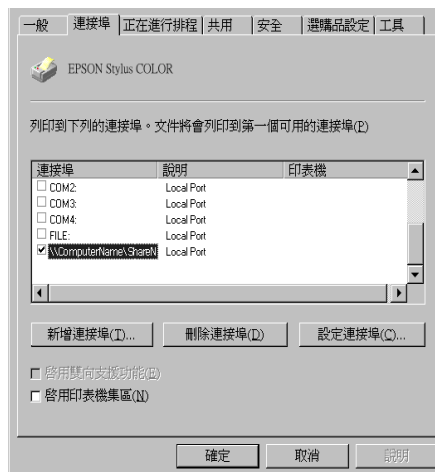 一般 連接埠 正在進行排程 共用 安全 選購品設定 工具
EPSON Stylus COLOR
列印到下列的連接埠。文件將會列印到第一個可用的連接埠(P)
連接埠 說明 印表機
COM2: Local Port
COM3: Local Port
COM4: Local Port
FILE: Local Port
\\ComputerName\ShareN Local Port
新增連接埠(T)... 刪除連接埠(D) 設定連接埠(C)...
啓用雙向支援功能(E)
啓用印表機集區(N)
確定 取消 說明